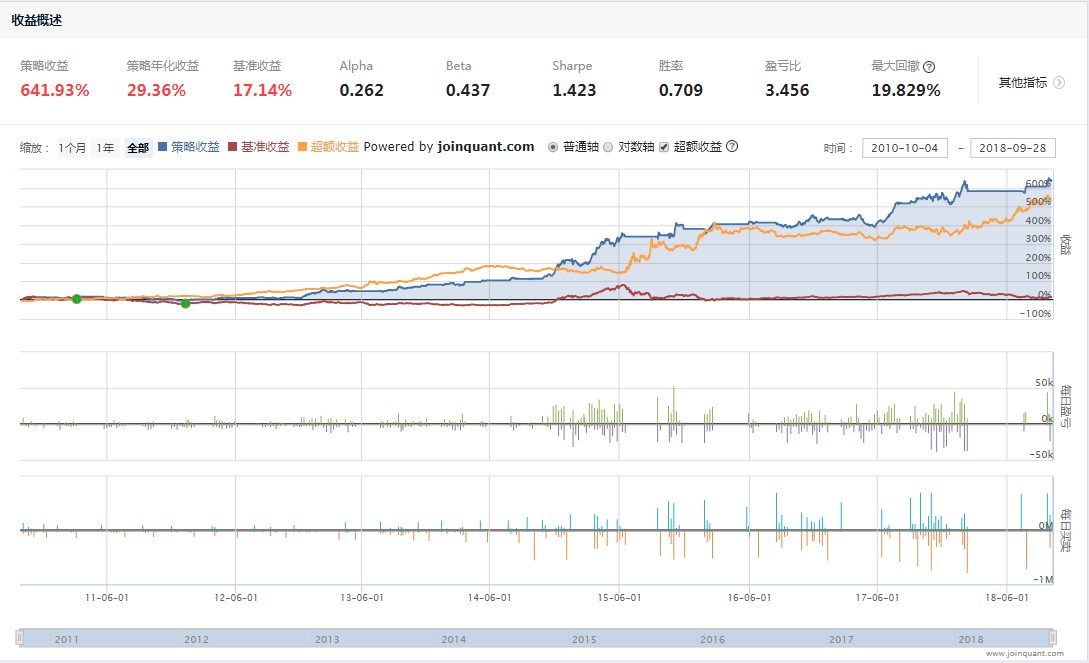 收益概述
策略收益 策略年化收益 基准收益 Alpha Beta Sharpe 胜率 盈亏比 最大回撤 ?
641.93% 29.36% 17.14% 0.262 0.437 1.423 0.709 3.456 19.829%
其他指标
缩放： 1个月 1年 全部 策略收益 基准收益 超额收益 Powered by joinquant.com 普通轴 对数轴 超额收益 ? 时间： 2010-10-04 - 2018-09-28
600%
500%
400%
300%
200%
100%
0%
-100%
收益
50k
0k
-50k
每日盈亏
0M
-1M
每日买卖
11-06-01 12-06-01 13-06-01 14-06-01 15-06-01 16-06-01 17-06-01 18-06-01
2011 2012 2013 2014 2015 2016 2017 2018
www.joinquant.com